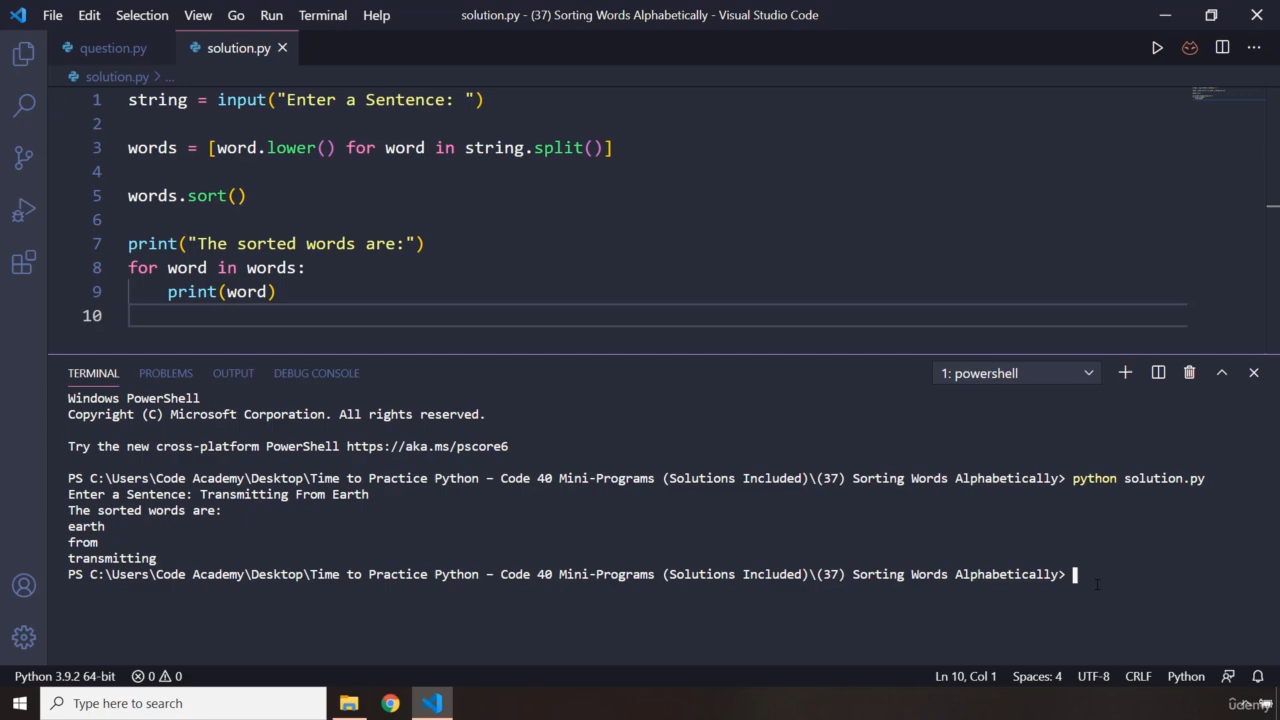 File Edit Selection View Go Run Terminal Help
solution.py - (37) Sorting Words Alphabetically - Visual Studio Code
question.py
solution.py
solution.py > ...
1 string = input("Enter a Sentence: ")
2
3 words = [word.lower() for word in string.split()]
4
5 words.sort()
6
7 print("The sorted words are:")
8 for word in words:
9     print(word)
10
TERMINAL PROBLEMS OUTPUT DEBUG CONSOLE
1: powershell
Windows PowerShell
Copyright (C) Microsoft Corporation. All rights reserved.
Try the new cross-platform PowerShell https://aka.ms/pscore6
PS C:\Users\Code Academy\Desktop\Time to Practice Python – Code 40 Mini-Programs (Solutions Included)\(37) Sorting Words Alphabetically> python solution.py
Enter a Sentence: Transmitting From Earth
The sorted words are:
earth
from
transmitting
PS C:\Users\Code Academy\Desktop\Time to Practice Python – Code 40 Mini-Programs (Solutions Included)\(37) Sorting Words Alphabetically>
Python 3.9.2 64-bit 0 0 Ln 10, Col 1 Spaces: 4 UTF-8 CRLF Python
Type here to search
udemy